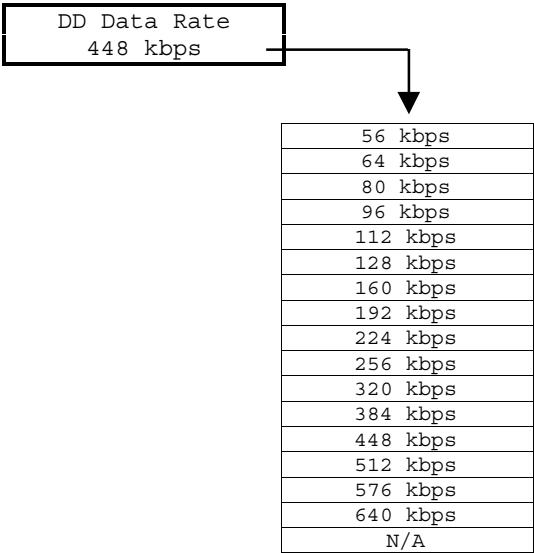 DD Data Rate
448 kbps
56 kbps
64 kbps
80 kbps
96 kbps
112 kbps
128 kbps
160 kbps
192 kbps
224 kbps
256 kbps
320 kbps
384 kbps
448 kbps
512 kbps
576 kbps
640 kbps
N/A